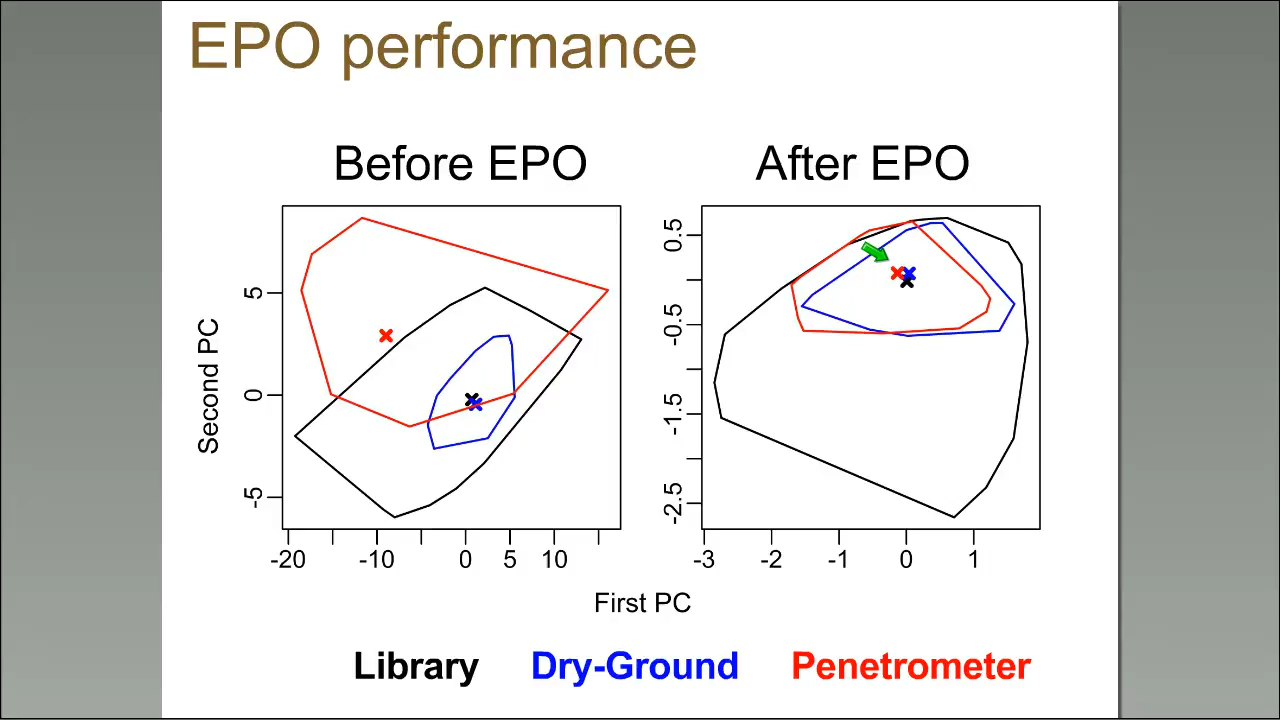 EPO performance
Before EPO
After EPO
Second PC
5
0
-5
-20
-10
0
5
10
0.5
-0.5
-1.5
-2.5
-3
-2
-1
0
1
First PC
Library Dry-Ground Penetrometer